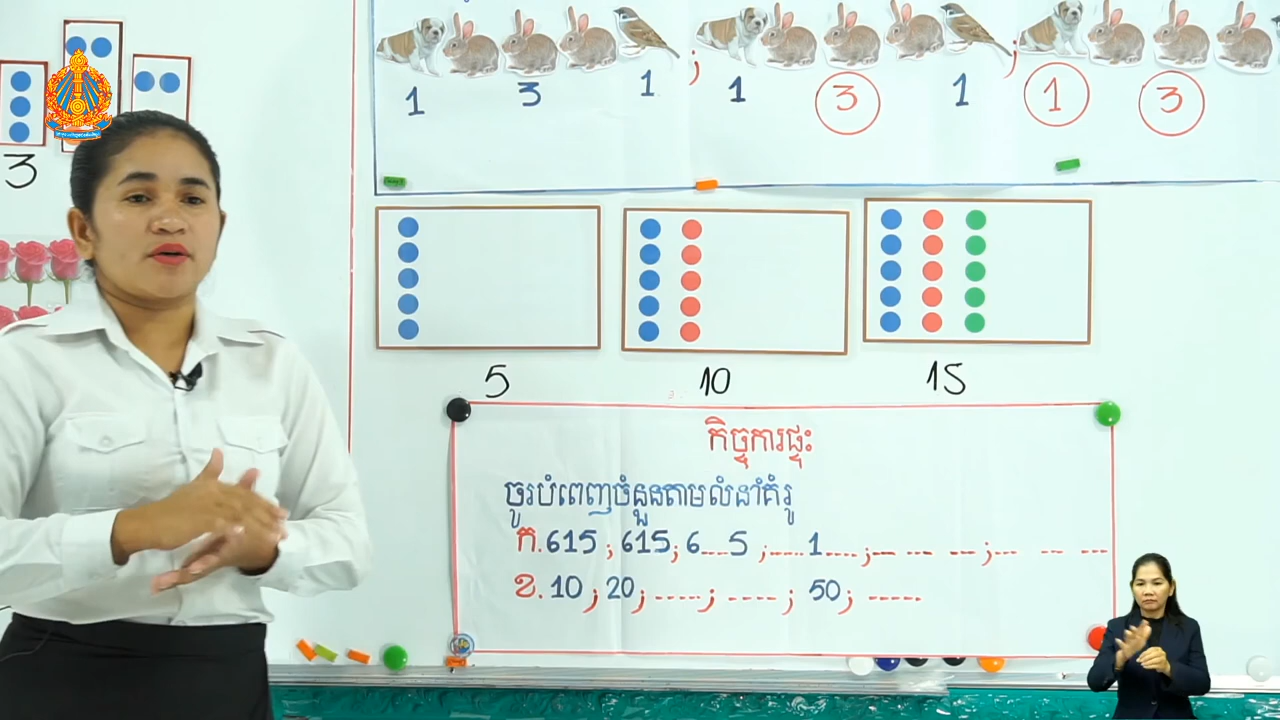 1 3 1 ; 1 3 1 ; 1 3
3
5 10 15
កិច្ចការផ្ទះ
ចូរបំពេញចំនួនតាមលំនាំគំរូ
ក. 615 ; 615 ; 6....5 ; .....1.... ; ... ... ... ; ... ... ...
ខ. 10 ; 20 ; ..... ; ..... ; 50 ; .....